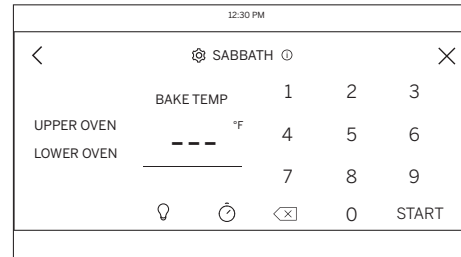 12:30 PM
SABBATH
BAKE TEMP
1 2 3
UPPER OVEN
LOWER OVEN
--- °F
4 5 6
7 8 9
0 START